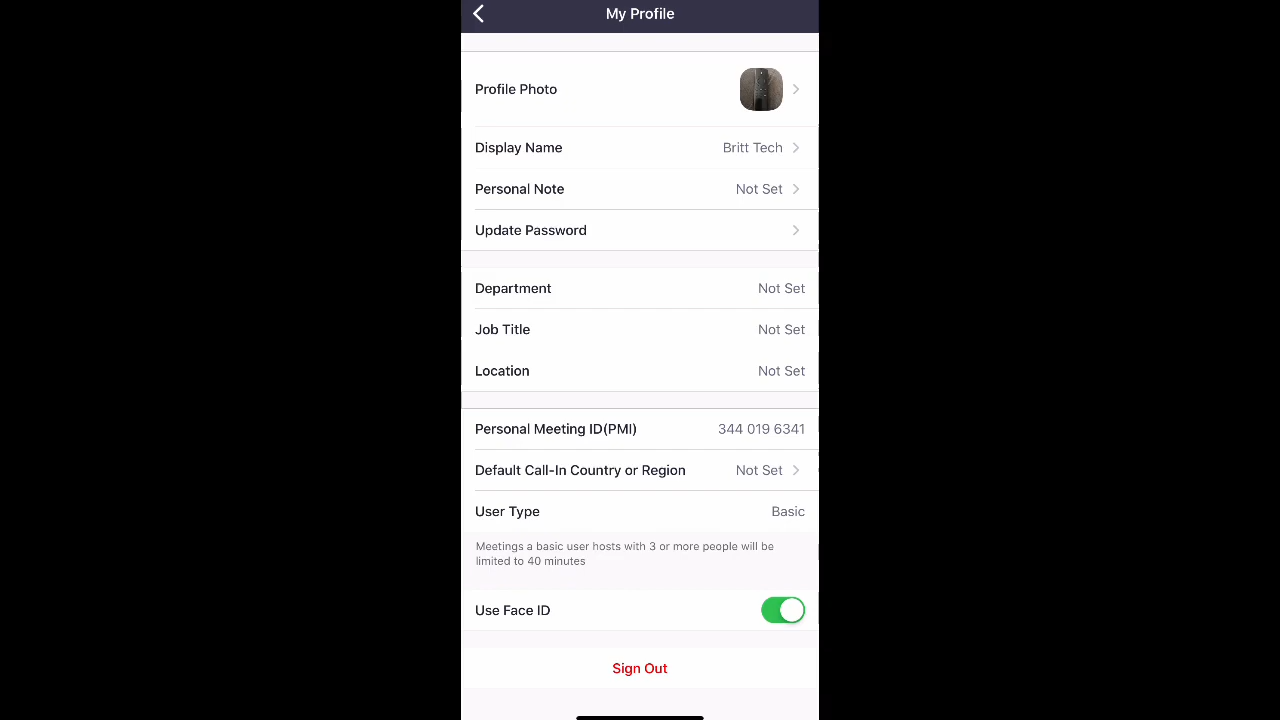 My Profile
Profile Photo
Display Name Britt Tech
Personal Note Not Set
Update Password
Department Not Set
Job Title Not Set
Location Not Set
Personal Meeting ID(PMI) 344 019 6341
Default Call-In Country or Region Not Set
User Type Basic
Meetings a basic user hosts with 3 or more people will be
limited to 40 minutes
Use Face ID
Sign Out